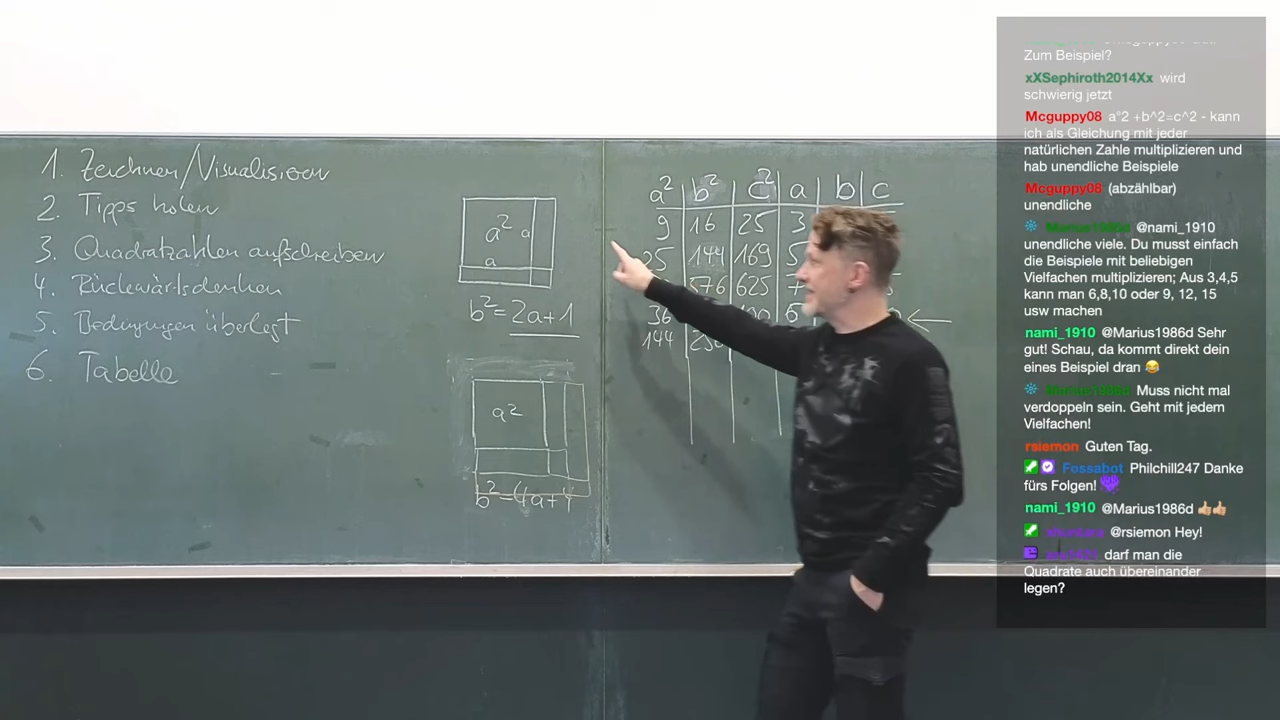 1. Zeichnen/Visualisieren
2. Tipps holen
3. Quadratzahlen aufschreiben
4. Rückwärtsdenken
5. Bedingungen überlegt
6. Tabelle
a² a
a
b² = 2a+1
a²
b² = (4a+4
a² b² c² a b c
9 16 25 3
25 144 169 5
576 625 7
36 6
144
Zum Beispiel?
xXSephiroth2014Xx wird
schwierig jetzt
Mcguppy08 a°2 +b^2=c^2 - kann
ich als Gleichung mit jeder
natürlichen Zahle multiplizieren und
hab unendliche Beispiele
Mcguppy08 (abzählbar)
unendliche
Marius1986d @nami_1910
unendliche viele. Du musst einfach
die Beispiele mit beliebigen
Vielfachen multiplizieren; Aus 3,4,5
kann man 6,8,10 oder 9, 12, 15
usw machen
nami_1910 @Marius1986d Sehr
gut! Schau, da kommt direkt dein
eines Beispiel dran 😂
Marius1986d Muss nicht mal
verdoppeln sein. Geht mit jedem
Vielfachen!
rsiemon Guten Tag.
Fossabot Philchill247 Danke
fürs Folgen!
nami_1910 @Marius1986d 👍🏼👍🏼
@rsiemon Hey!
darf man die
Quadrate auch übereinander
legen?